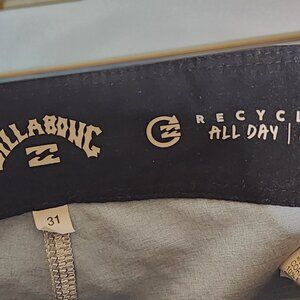 BILLABONG
RECYCL
ALL DAY |
31